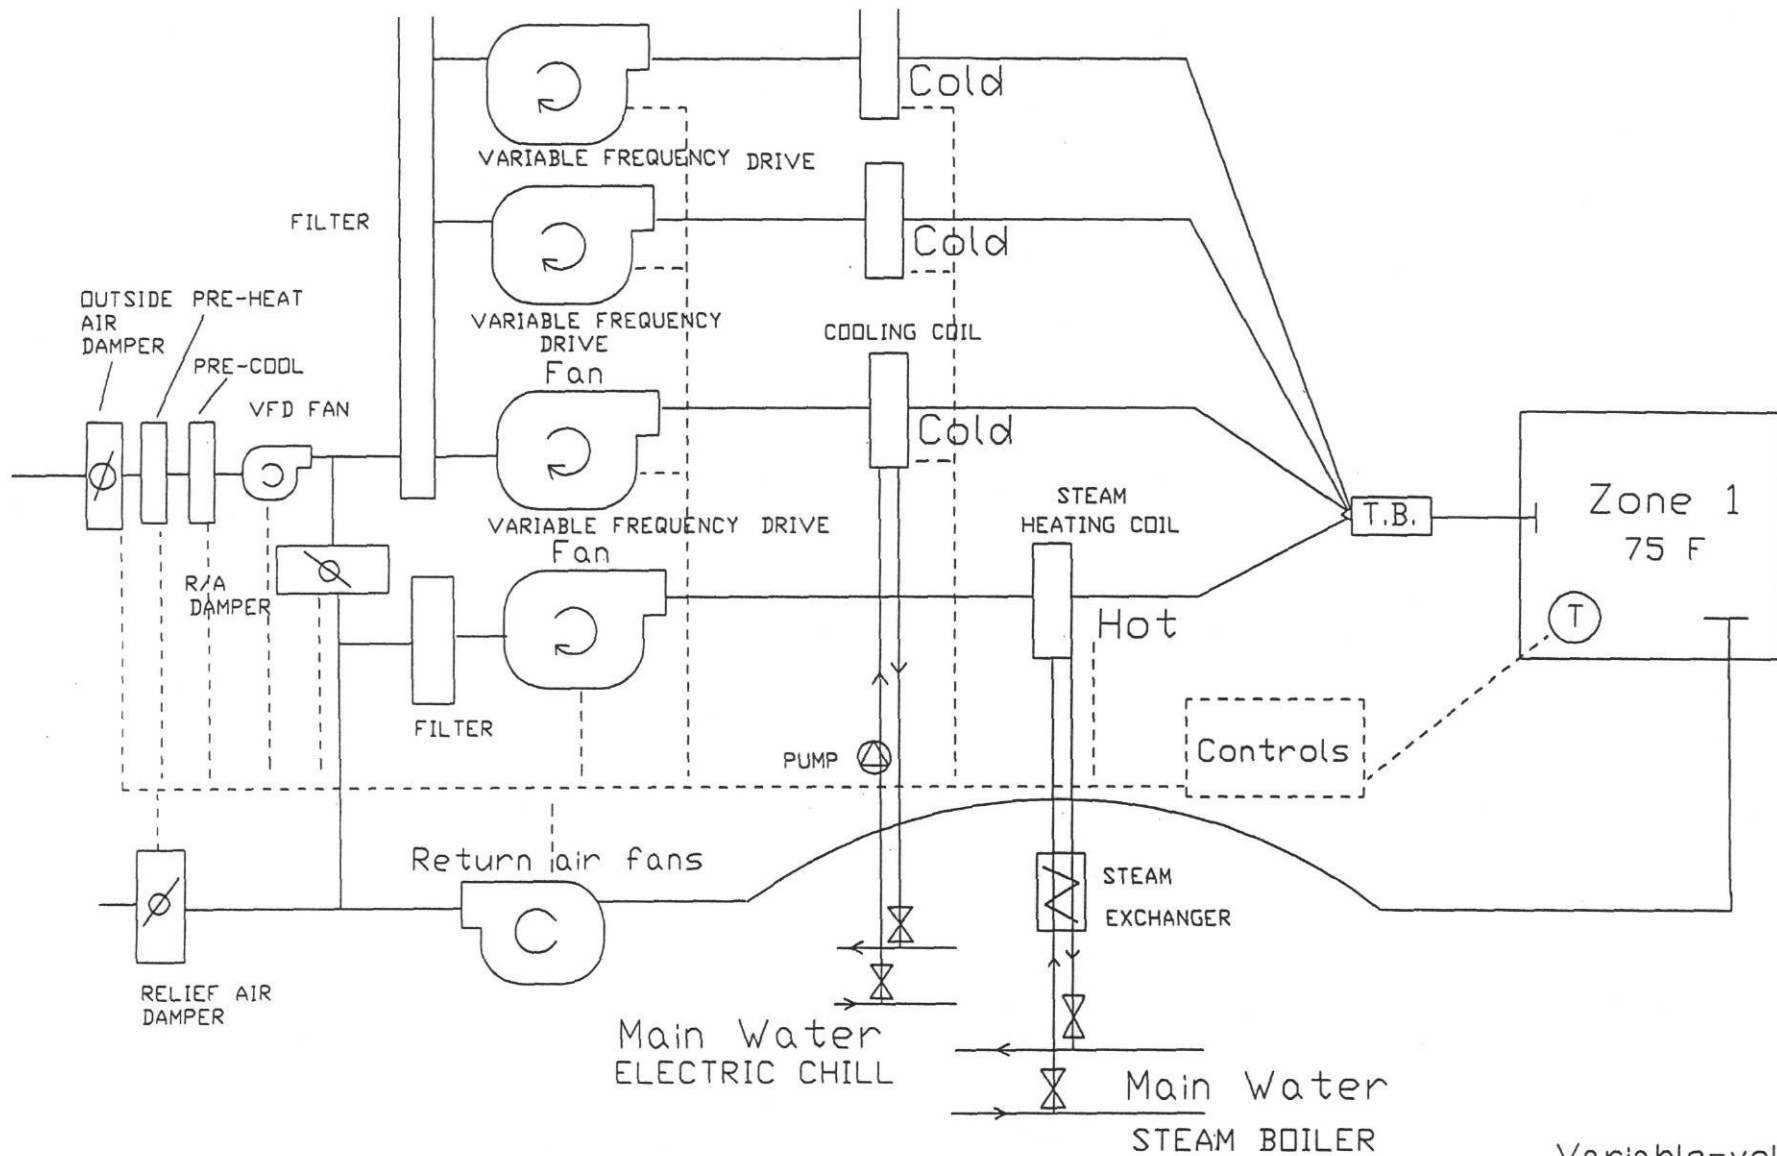 Cold
VARIABLE FREQUENCY DRIVE
FILTER
Cold
VARIABLE FREQUENCY
DRIVE
COOLING COIL
OUTSIDE
AIR
DAMPER
PRE-HEAT
PRE-COOL
VFD FAN
Fan
Cold
VARIABLE FREQUENCY DRIVE
STEAM
HEATING COIL
T.B.
Zone 1
75 F
T
R/A
DAMPER
Fan
Hot
FILTER
PUMP
Controls
Return air fans
STEAM
EXCHANGER
RELIEF AIR
DAMPER
Main Water
ELECTRIC CHILL
Main Water
STEAM BOILER